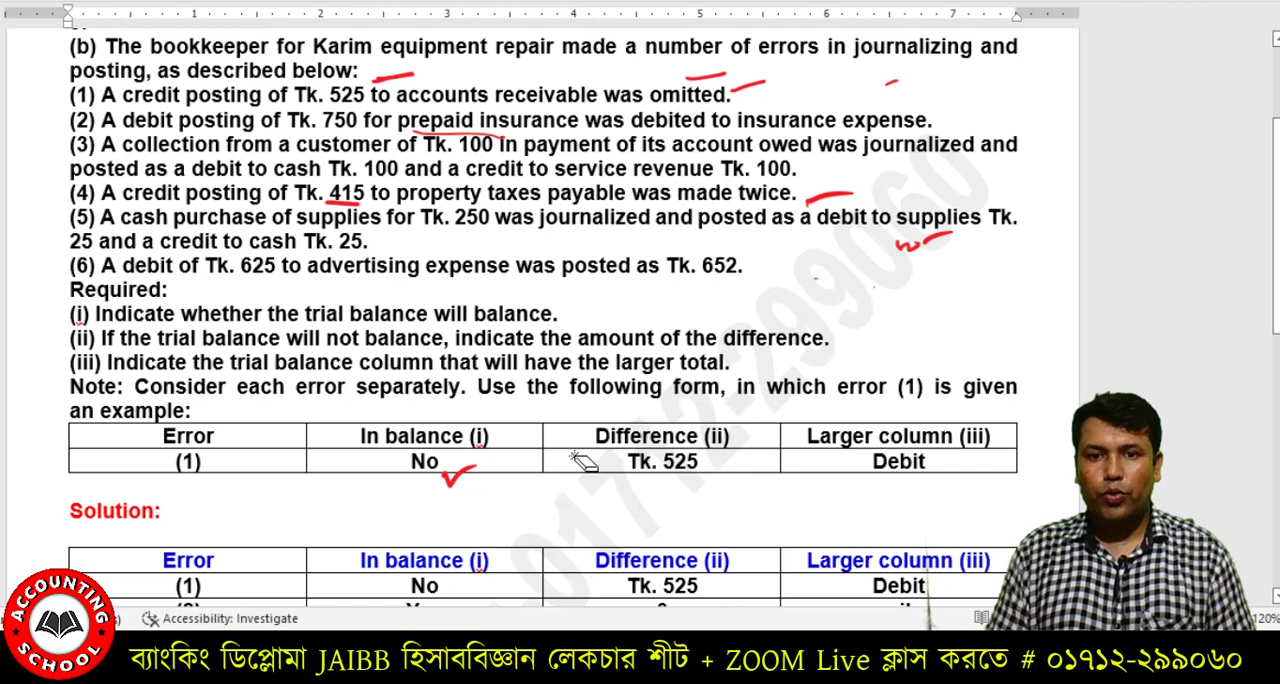 1 2 3 4 5 6 7
(b) The bookkeeper for Karim equipment repair made a number of errors in journalizing and
posting, as described below:
(1) A credit posting of Tk. 525 to accounts receivable was omitted.
(2) A debit posting of Tk. 750 for prepaid insurance was debited to insurance expense.
(3) A collection from a customer of Tk. 100 in payment of its account owed was journalized and
posted as a debit to cash Tk. 100 and a credit to service revenue Tk. 100.
(4) A credit posting of Tk. 415 to property taxes payable was made twice.
(5) A cash purchase of supplies for Tk. 250 was journalized and posted as a debit to supplies Tk.
25 and a credit to cash Tk. 25.
(6) A debit of Tk. 625 to advertising expense was posted as Tk. 652.
Required:
(i) Indicate whether the trial balance will balance.
(ii) If the trial balance will not balance, indicate the amount of the difference.
(iii) Indicate the trial balance column that will have the larger total.
Note: Consider each error separately. Use the following form, in which error (1) is given
an example:
Error In balance (i) Difference (ii) Larger column (iii)
(1) No Tk. 525 Debit
Solution:
Error In balance (i) Difference (ii) Larger column (iii)
(1) No Tk. 525 Debit
01712-299060
Accessibility: Investigate
120%
ACCOUNTING
SCHOOL
ব্যাংকিং ডিপ্লোমা JAIBB হিসাববিজ্ঞান লেকচার শীট + ZOOM Live ক্লাস করতে # ০১৭১২-২৯৯০৬০